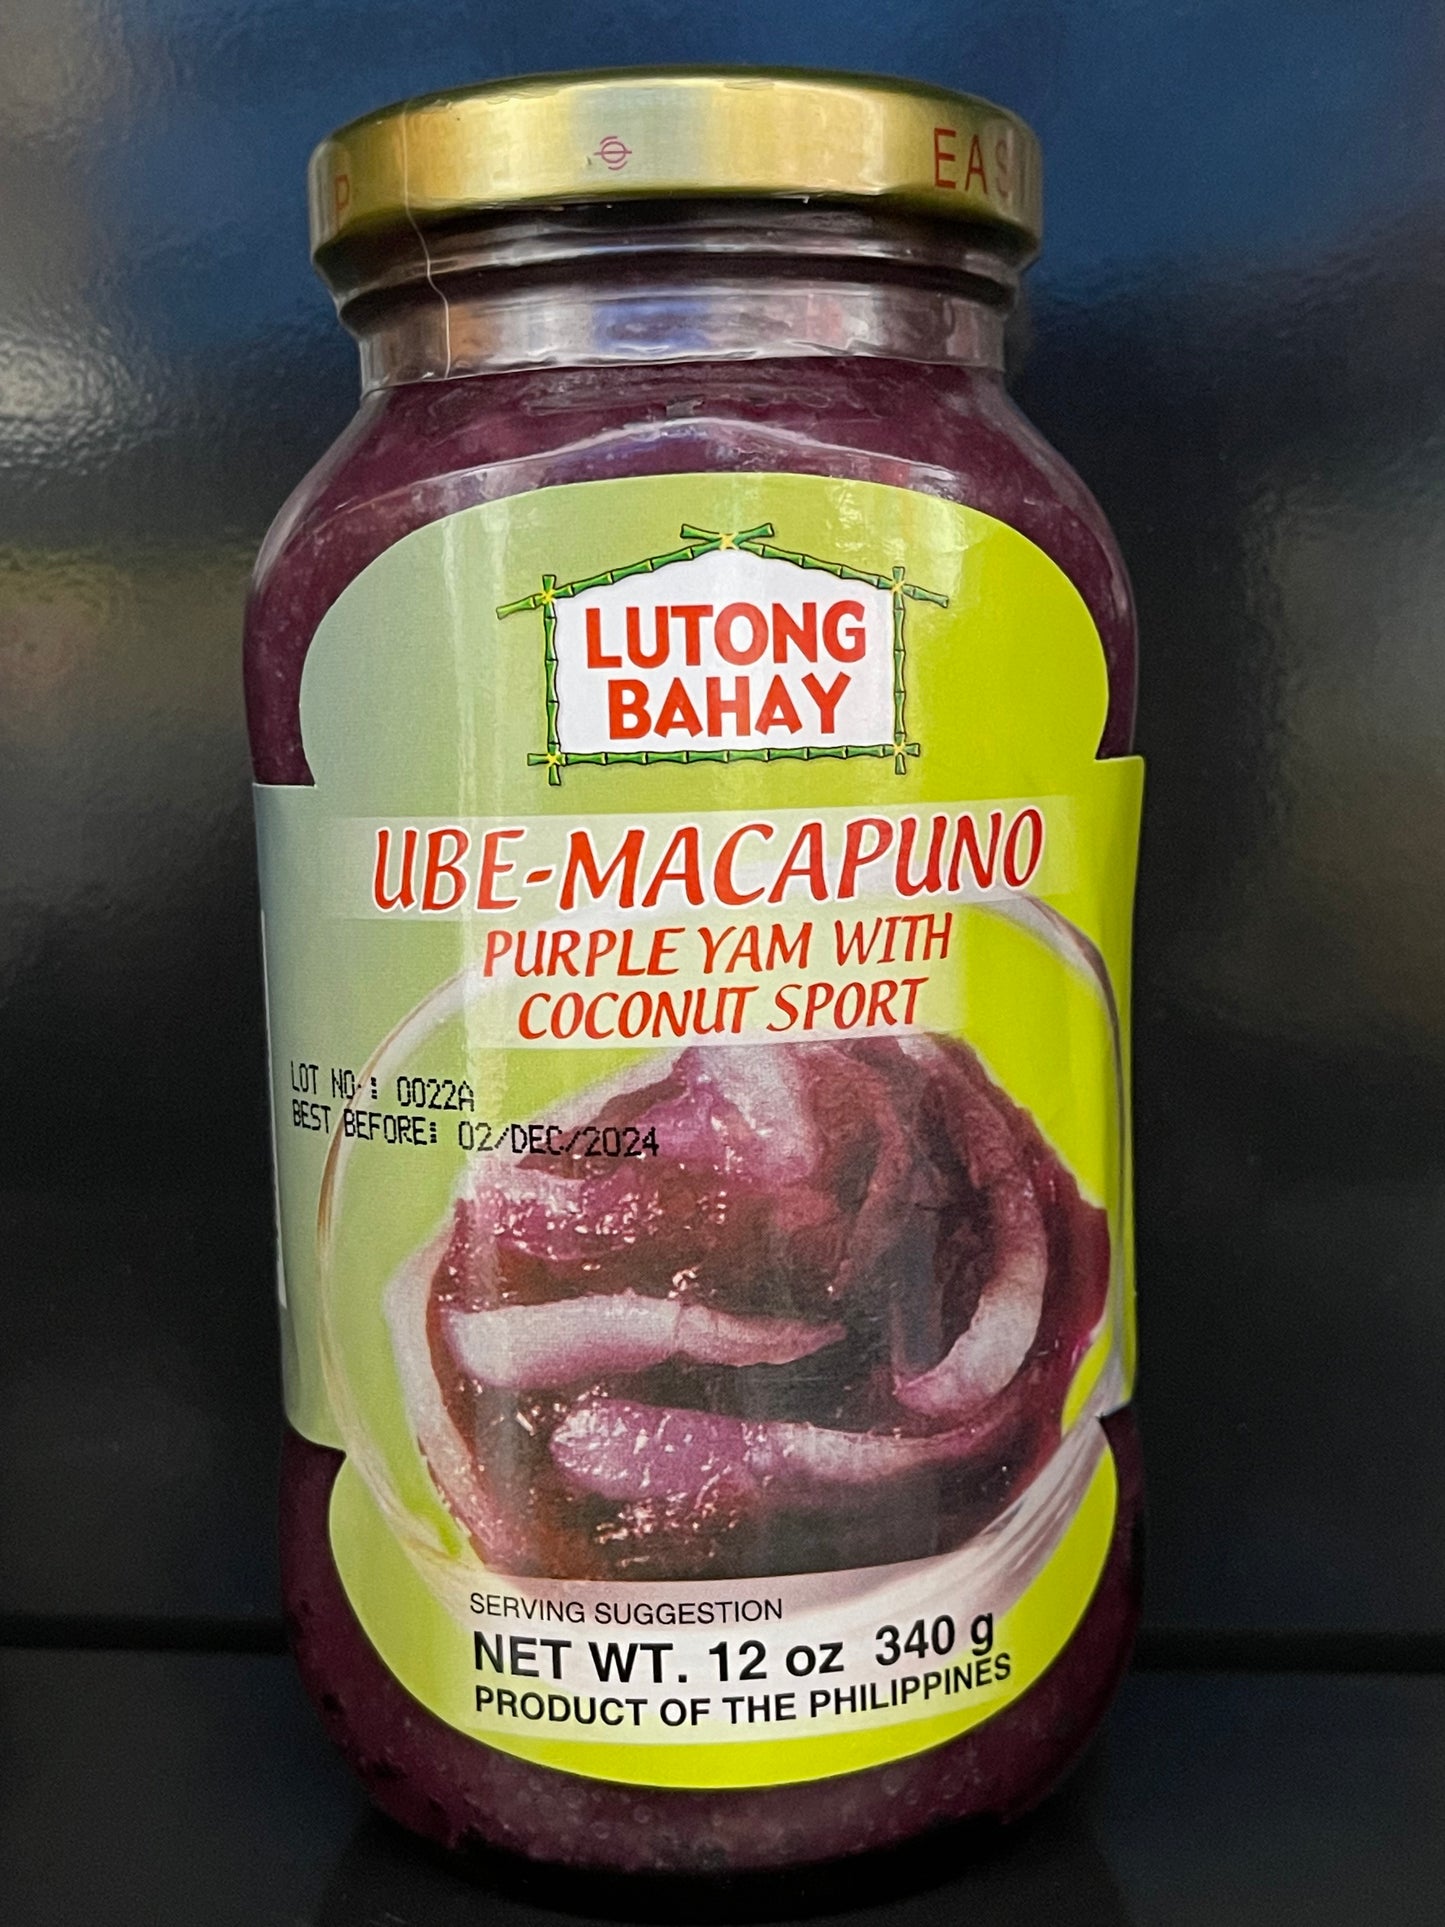 EASI
LUTONG
BAHAY
UBE-MACAPUNO
PURPLE YAM WITH
COCONUT SPORT
LOT NO.: 0022A
BEST BEFORE: 02/DEC/2024
SERVING SUGGESTION
NET WT. 12 oz 340 g
PRODUCT OF THE PHILIPPINES